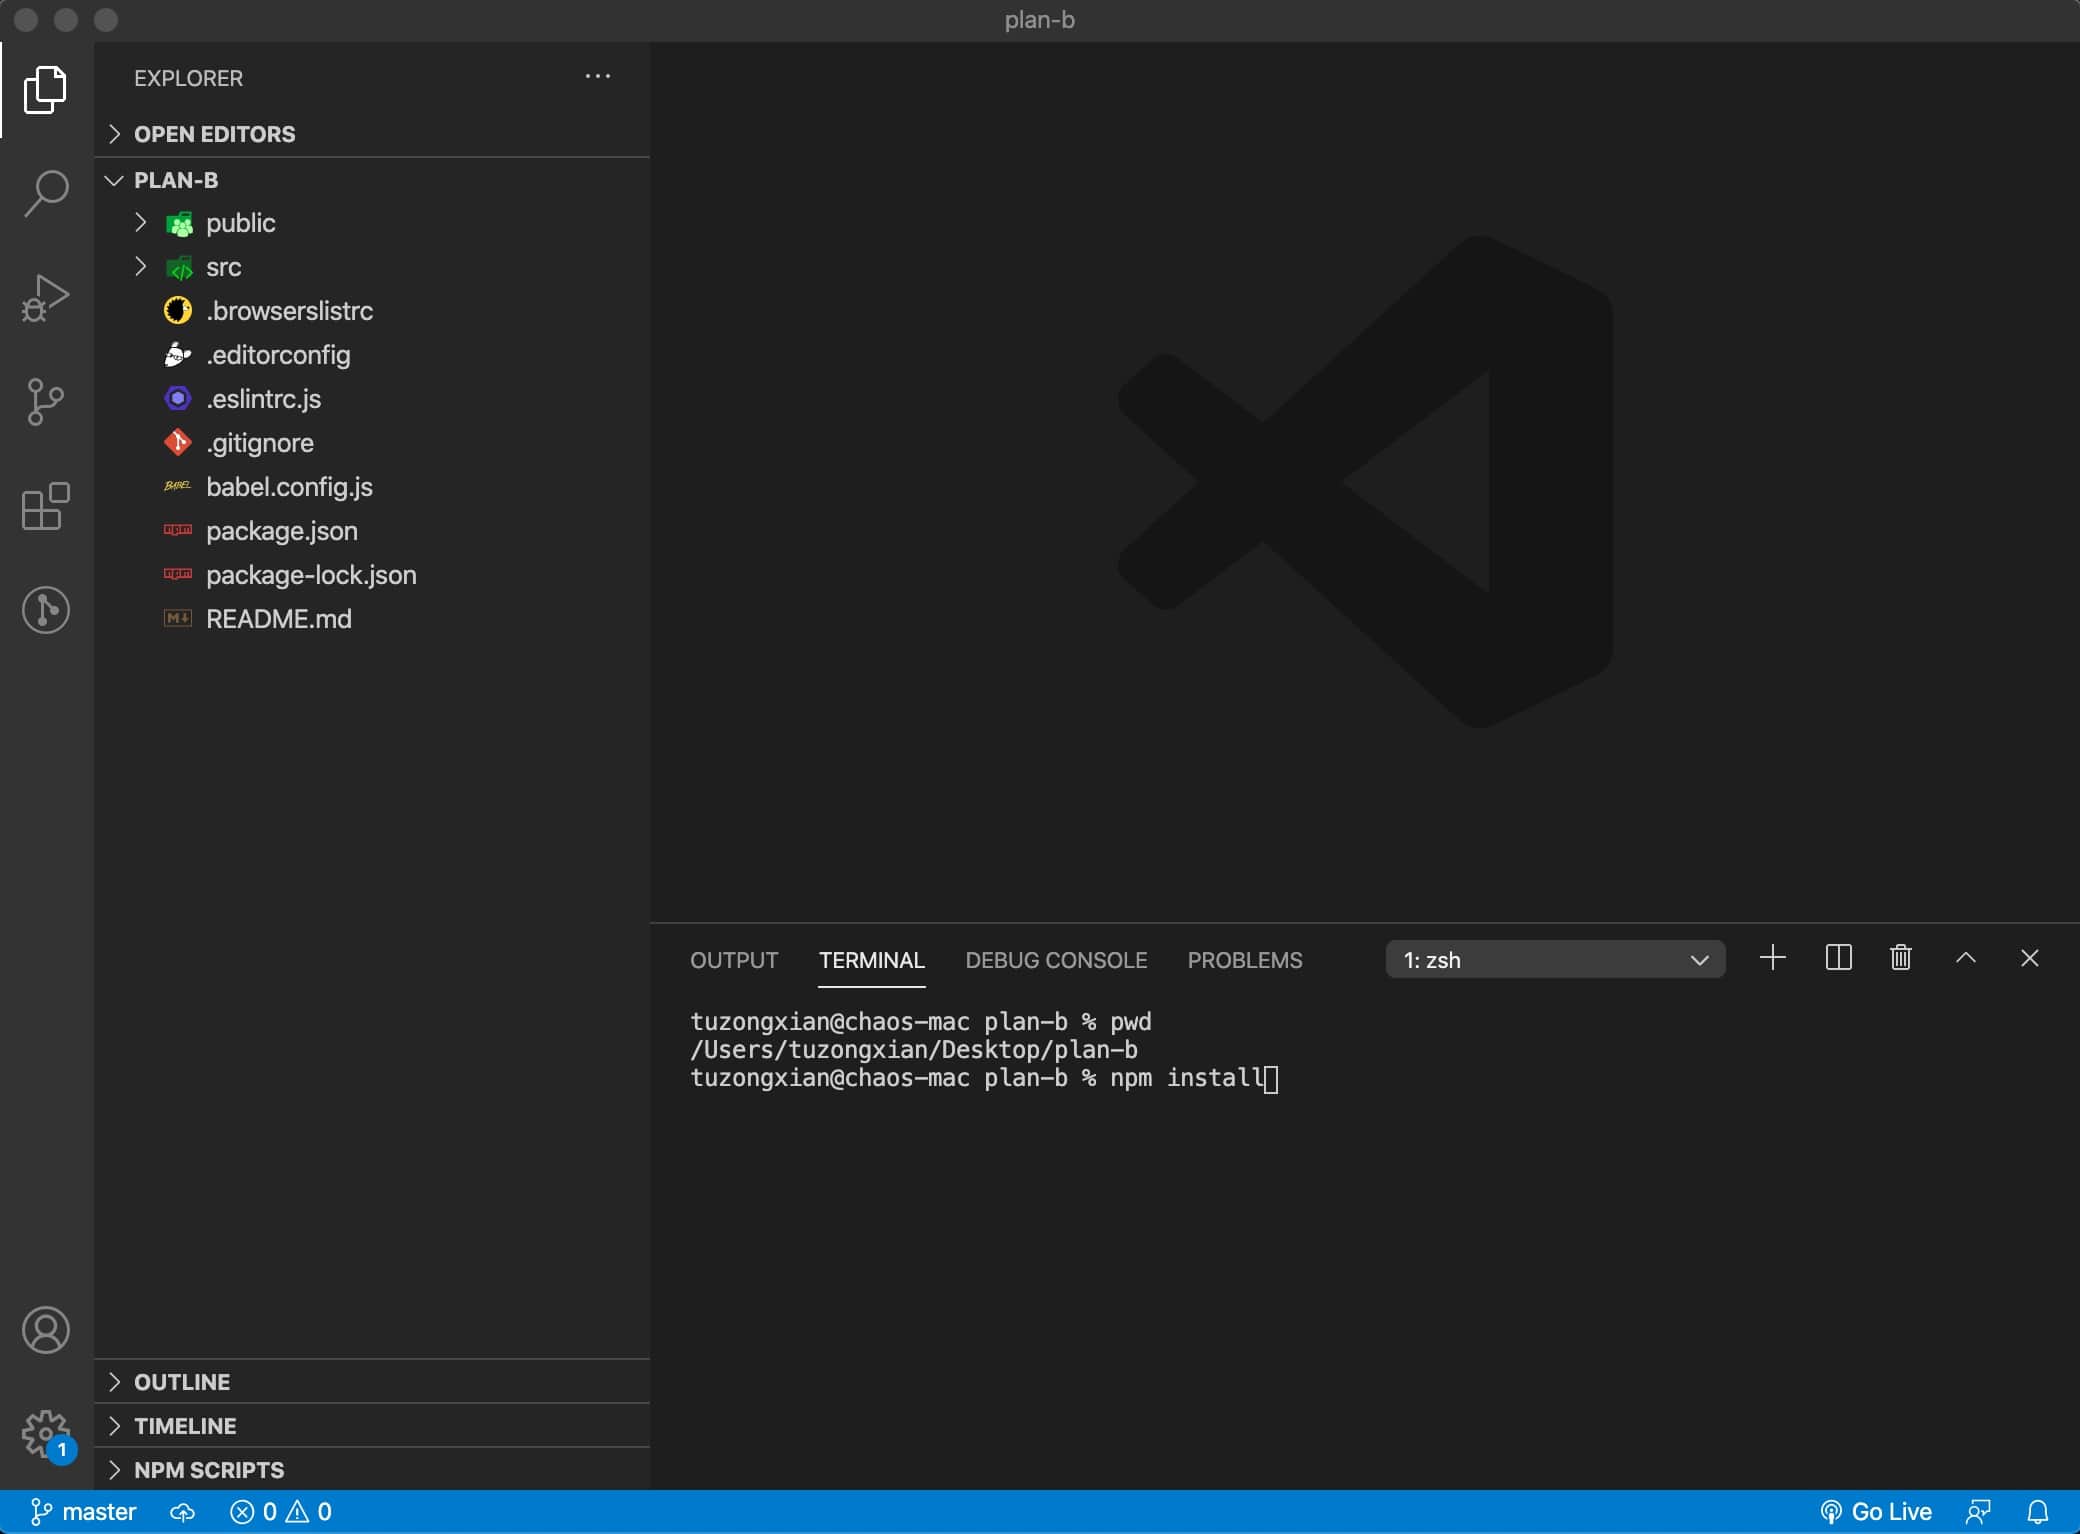 plan-b
EXPLORER
OPEN EDITORS
PLAN-B
public
src
.browserslistrc
.editorconfig
.eslintrc.js
.gitignore
BABEL babel.config.js
package.json
package-lock.json
M README.md
OUTLINE
TIMELINE
NPM SCRIPTS
1
OUTPUT TERMINAL DEBUG CONSOLE PROBLEMS 1: zsh
tuzongxian@chaos-mac plan-b % pwd
/Users/tuzongxian/Desktop/plan-b
tuzongxian@chaos-mac plan-b % npm install
master 0 0 Go Live